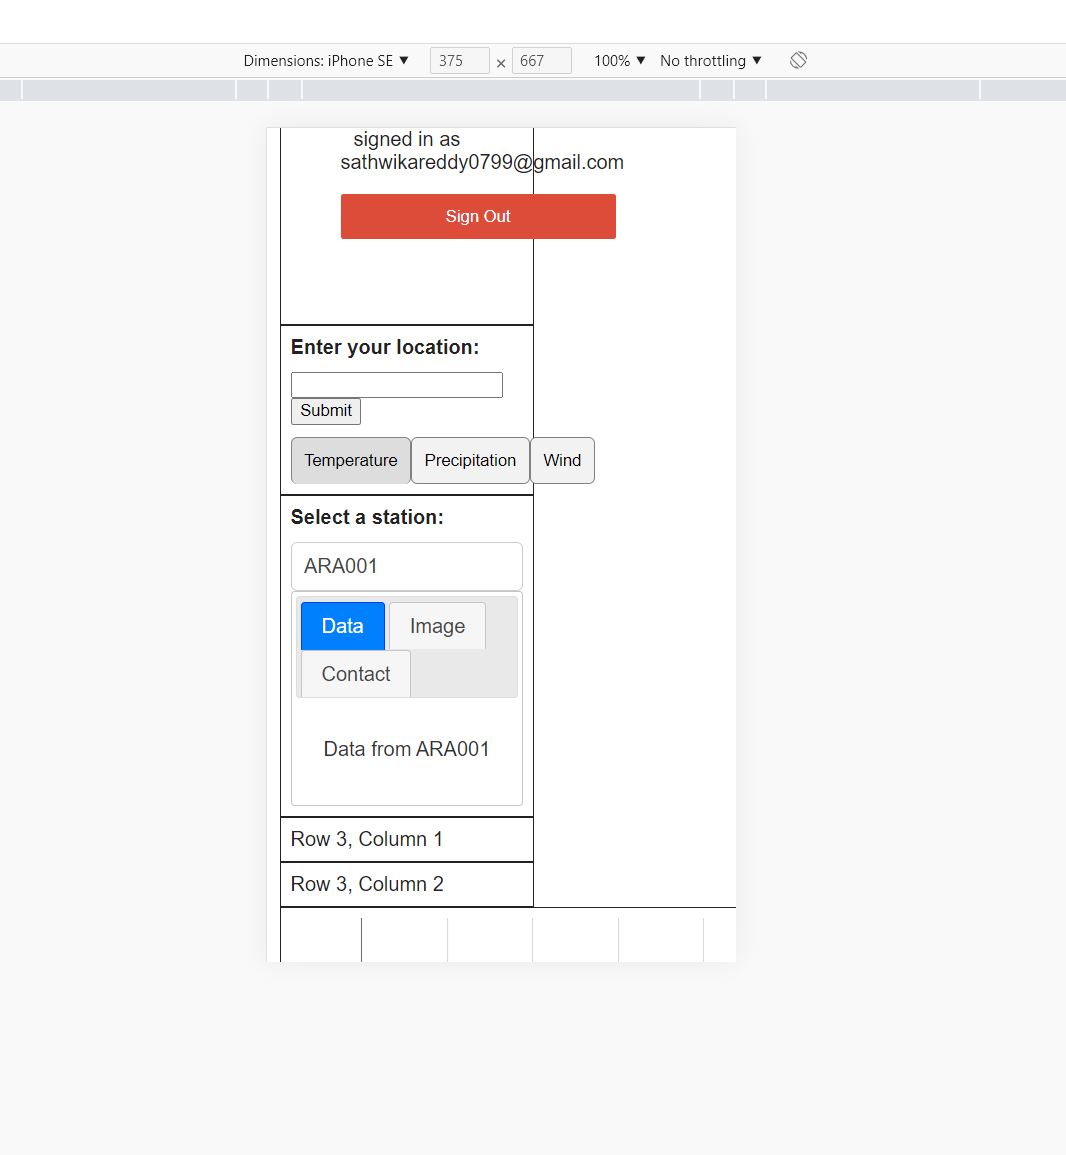 Dimensions: iPhone SE ▼ 375 × 667 100% ▼ No throttling ▼
signed in as
sathwikareddy0799@gmail.com
Sign Out
Enter your location:
Submit
Temperature Precipitation Wind
Select a station:
ARA001
Data Image
Contact
Data from ARA001
Row 3, Column 1
Row 3, Column 2